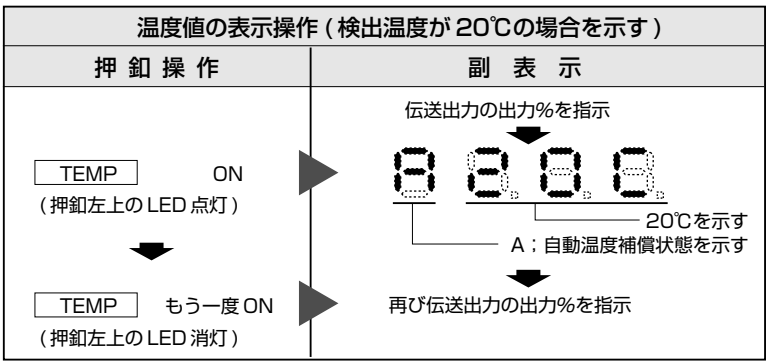 温度値の表示操作 ( 検出温度が 20℃の場合を示す )
押 釦 操 作
副 表 示
伝送出力の出力%を指示
TEMP ON
( 押釦左上の LED 点灯 )
A20C
20℃を示す
A ; 自動温度補償状態を示す
TEMP もう一度 ON
( 押釦左上の LED 消灯 )
再び伝送出力の出力%を指示